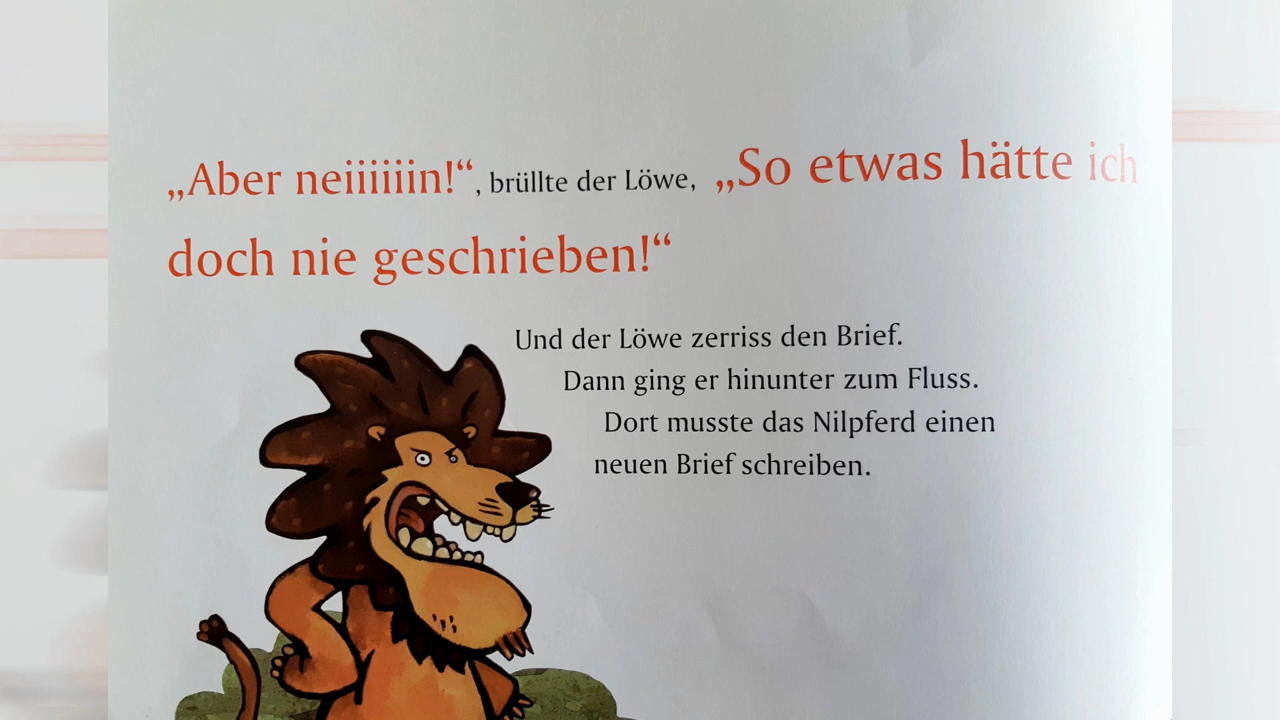 „Aber neiiiiiin!“, brüllte der Löwe, „So etwas hätte ich
doch nie geschrieben!“
Und der Löwe zerriss den Brief.
Dann ging er hinunter zum Fluss.
Dort musste das Nilpferd einen
neuen Brief schreiben.